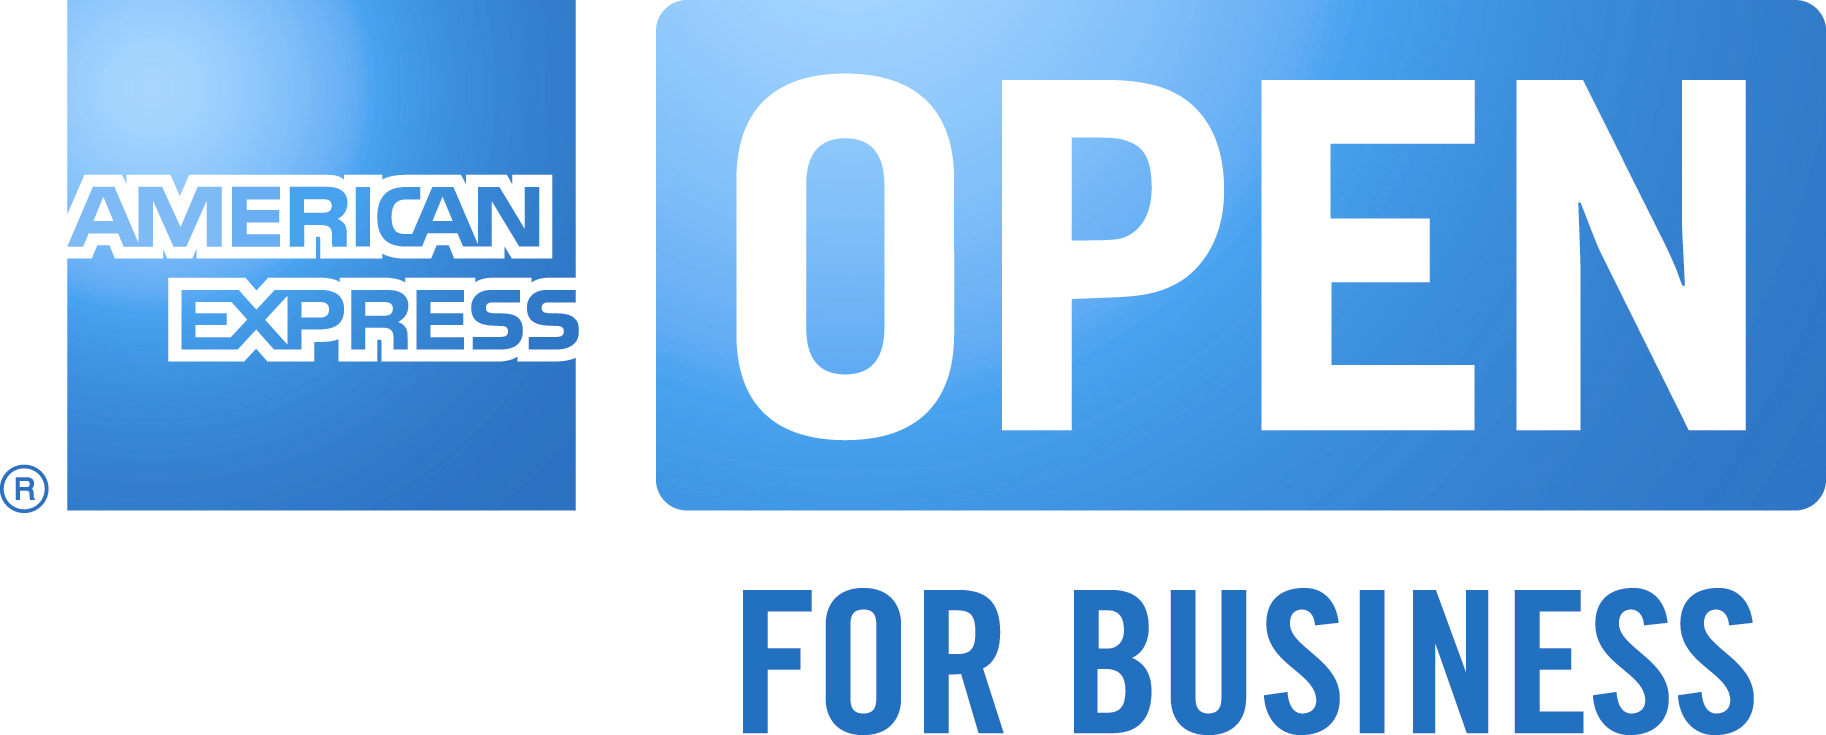 AMERICAN
EXPRESS
®
OPEN
FOR BUSINESS